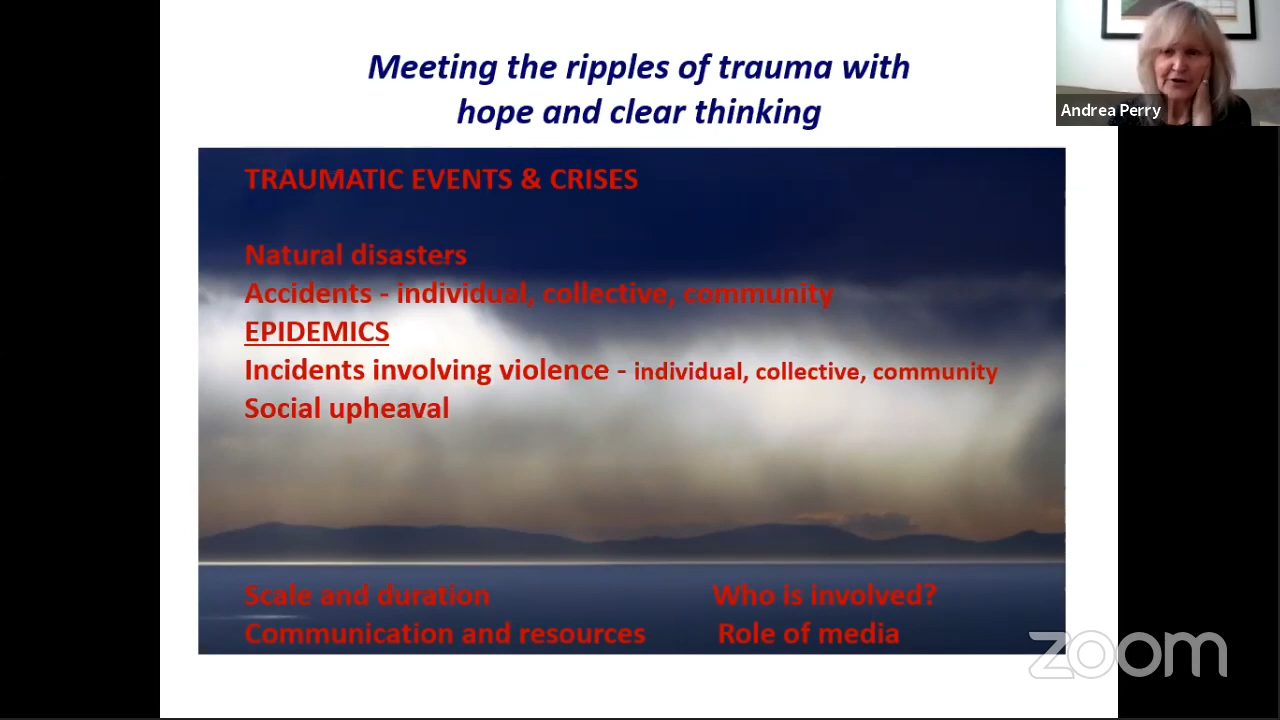 Meeting the ripples of trauma with
hope and clear thinking
Andrea Perry
TRAUMATIC EVENTS & CRISES
Natural disasters
Accidents - individual, collective, community
EPIDEMICS
Incidents involving violence - individual, collective, community
Social upheaval
Scale and duration
Who is involved?
Communication and resources
Role of media
zoom